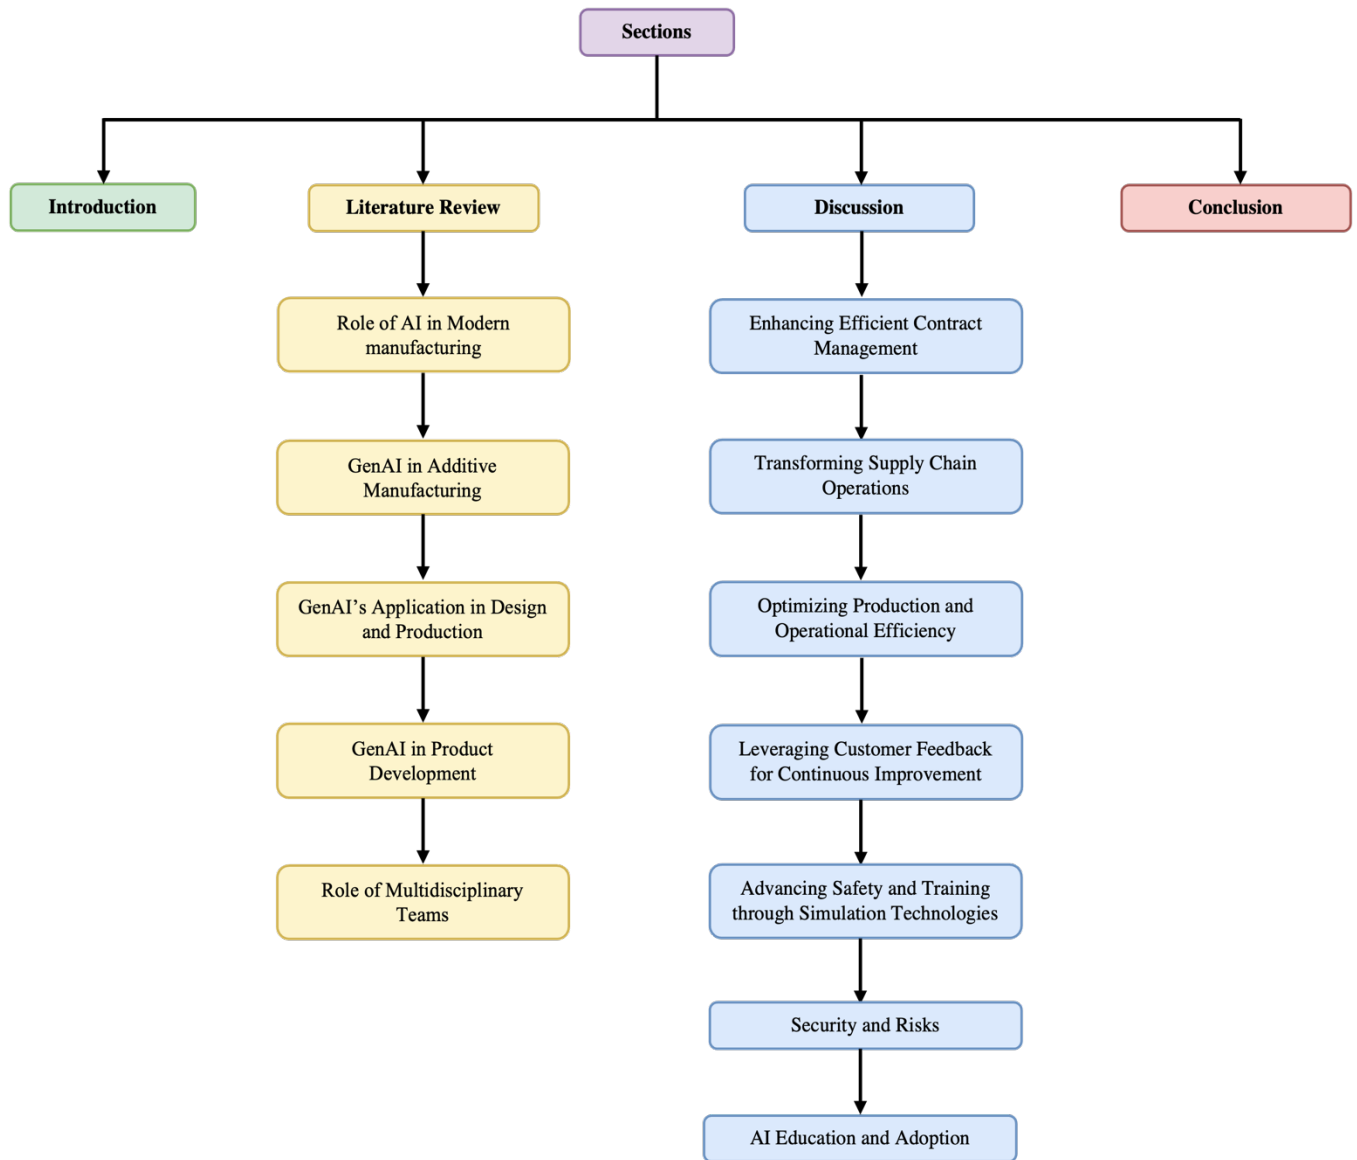 Sections
Introduction
Literature Review
Discussion
Conclusion
Role of AI in Modern
manufacturing
GenAI in Additive
Manufacturing
GenAI's Application in Design
and Production
GenAI in Product
Development
Role of Multidisciplinary
Teams
Enhancing Efficient Contract
Management
Transforming Supply Chain
Operations
Optimizing Production and
Operational Efficiency
Leveraging Customer Feedback
for Continuous Improvement
Advancing Safety and Training
through Simulation Technologies
Security and Risks
AI Education and Adoption